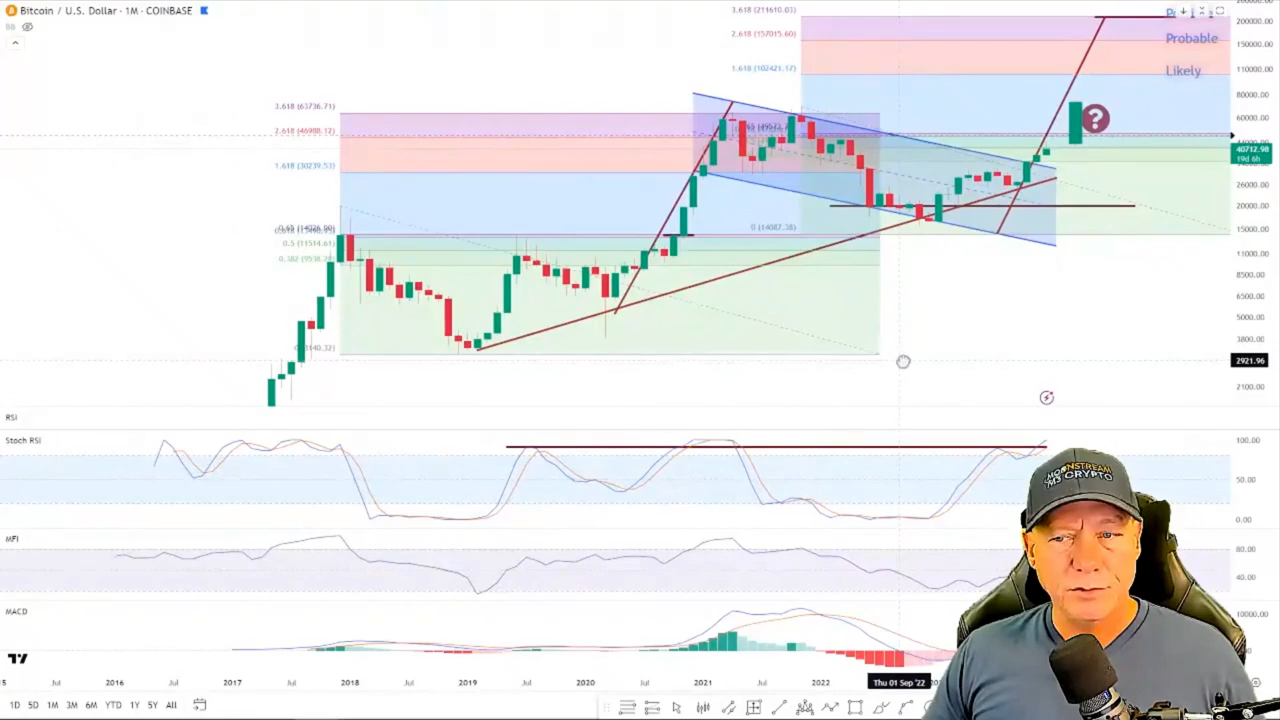 Bitcoin / U.S. Dollar · 1M · COINBASE
BB
3.618 (211610.03)
2.618 (157015.60)
1.618 (102421.17)
Probable
Likely
200000.00
150000.00
110000.00
80000.00
60000.00
40712.98
19d 6h
26000.00
20000.00
15000.00
11000.00
8500.00
6500.00
5000.00
3800.00
2921.96
2100.00
3.618 (63736.71)
2.618 (46988.12)
1.618 (30239.53)
0.5 (11514.61)
0 (14087.38)
?
RSI
Stoch RSI
100.00
50.00
0.00
MFI
80.00
40.00
MACD
10000.00
MOONSTREAM
M3 CRYPTO
2016 Jul 2017 Jul 2018 Jul 2019 Jul 2020 Jul 2021 Jul 2022 Thu 01 Sep '22
1D 5D 1M 3M 6M YTD 1Y 5Y All